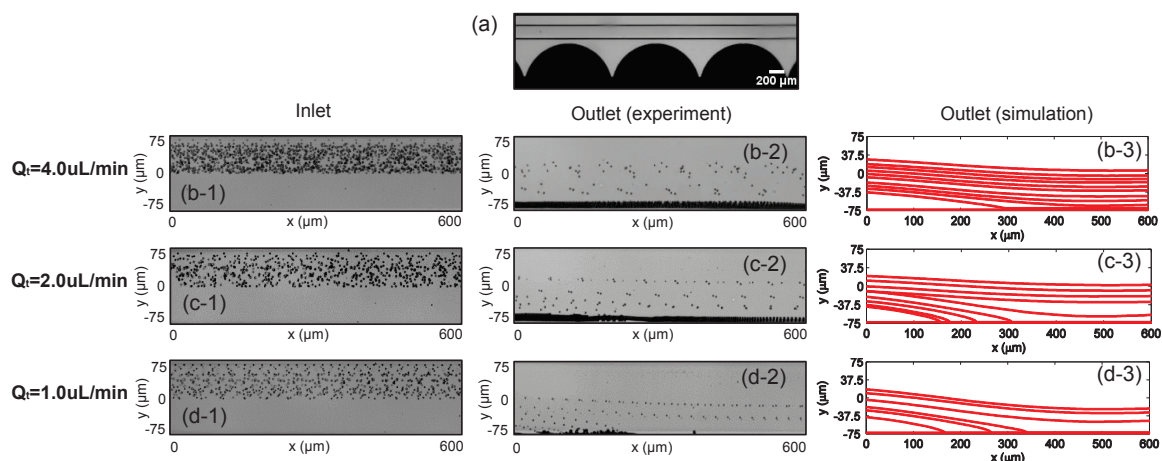 (a)
200 µm
Inlet
Outlet (experiment)
Outlet (simulation)
Qt=4.0uL/min
y (µm)
75
0
-75
(b-1)
0
x (µm)
600
y (µm)
75
0
-75
(b-2)
0
x (µm)
600
y (µm)
75
37.5
0
-37.5
-75
(b-3)
0 100 200 300 400 500 600
x (µm)
Qt=2.0uL/min
y (µm)
75
0
-75
(c-1)
0
x (µm)
600
y (µm)
75
0
-75
(c-2)
0
x (µm)
600
y (µm)
75
37.5
0
-37.5
-75
(c-3)
0 100 200 300 400 500 600
x (µm)
Qt=1.0uL/min
y (µm)
75
0
-75
(d-1)
0
x (µm)
600
y (µm)
75
0
-75
(d-2)
0
x (µm)
600
y (µm)
75
37.5
0
-37.5
-75
(d-3)
0 100 200 300 400 500 600
x (µm)